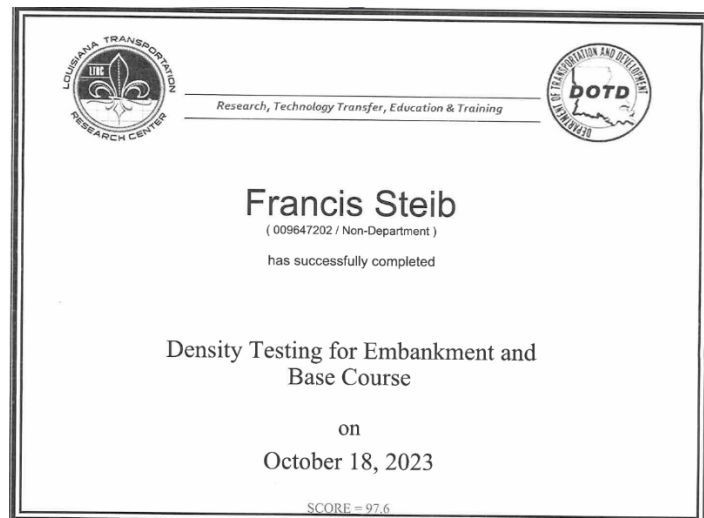 LOUISIANA TRANSPORTATION
RESEARCH CENTER
LTRC
Research, Technology Transfer, Education & Training
DEPARTMENT OF TRANSPORTATION AND DEVELOPMENT
DOTD
Francis Steib
( 009647202 / Non-Department )
has successfully completed
Density Testing for Embankment and
Base Course
on
October 18, 2023
SCORE = 97.6